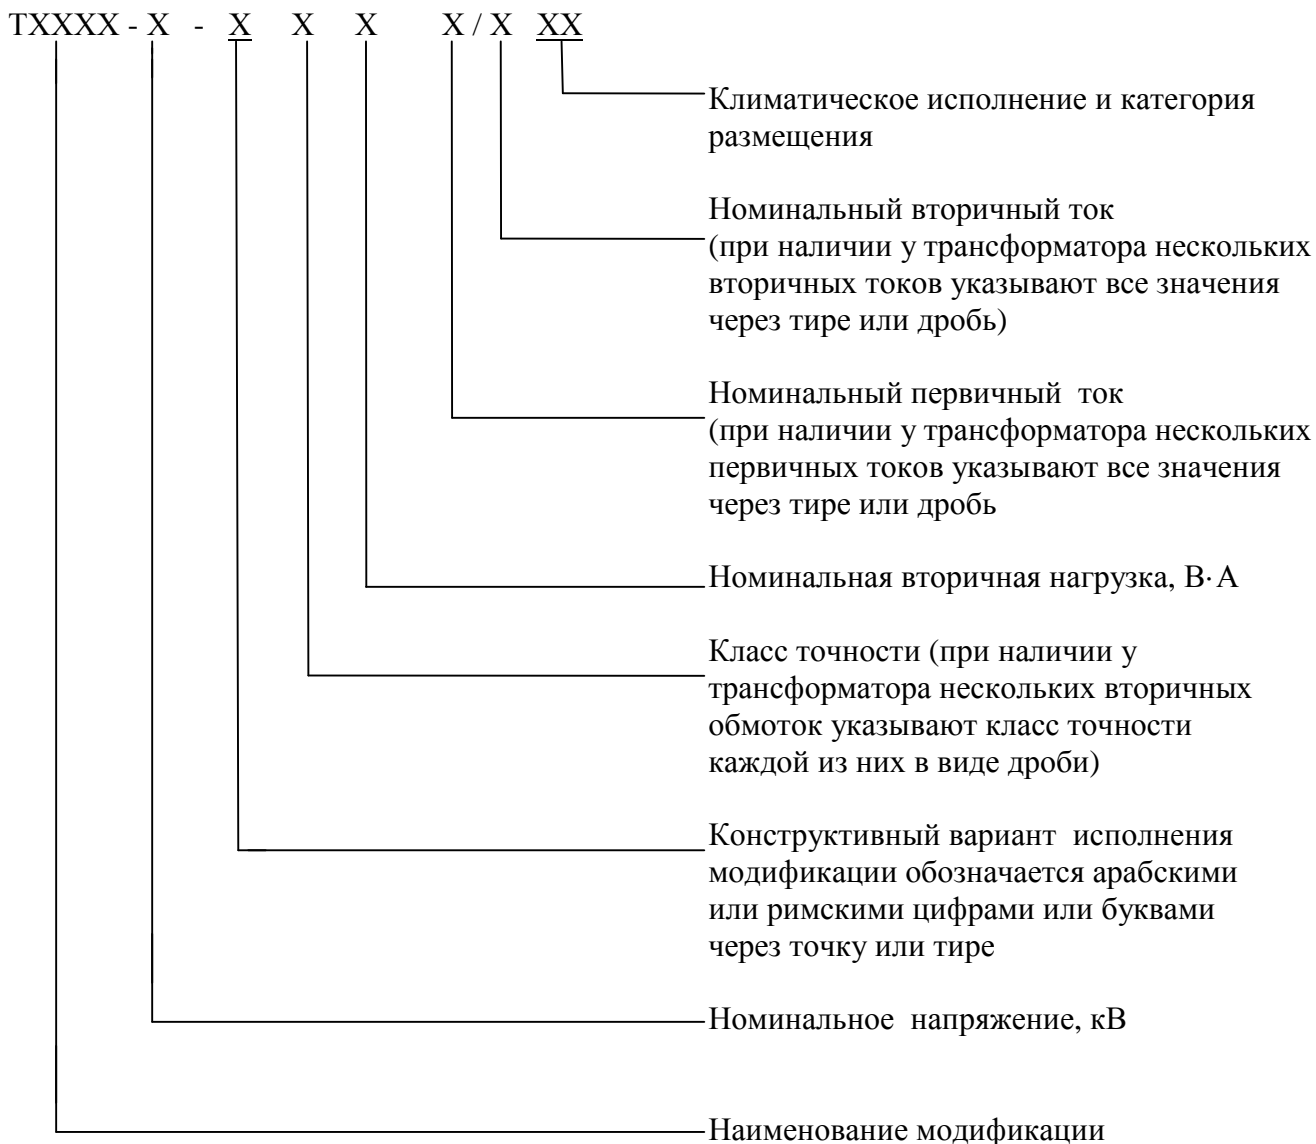 ТХХХХ - Х - Х Х Х Х / Х ХХ
Климатическое исполнение и категория
размещения
Номинальный вторичный ток
(при наличии у трансформатора нескольких
вторичных токов указывают все значения
через тире или дробь)
Номинальный первичный ток
(при наличии у трансформатора нескольких
первичных токов указывают все значения
через тире или дробь
Номинальная вторичная нагрузка, В·А
Класс точности (при наличии у
трансформатора нескольких вторичных
обмоток указывают класс точности
каждой из них в виде дроби)
Конструктивный вариант исполнения
модификации обозначается арабскими
или римскими цифрами или буквами
через точку или тире
Номинальное напряжение, кВ
Наименование модификации